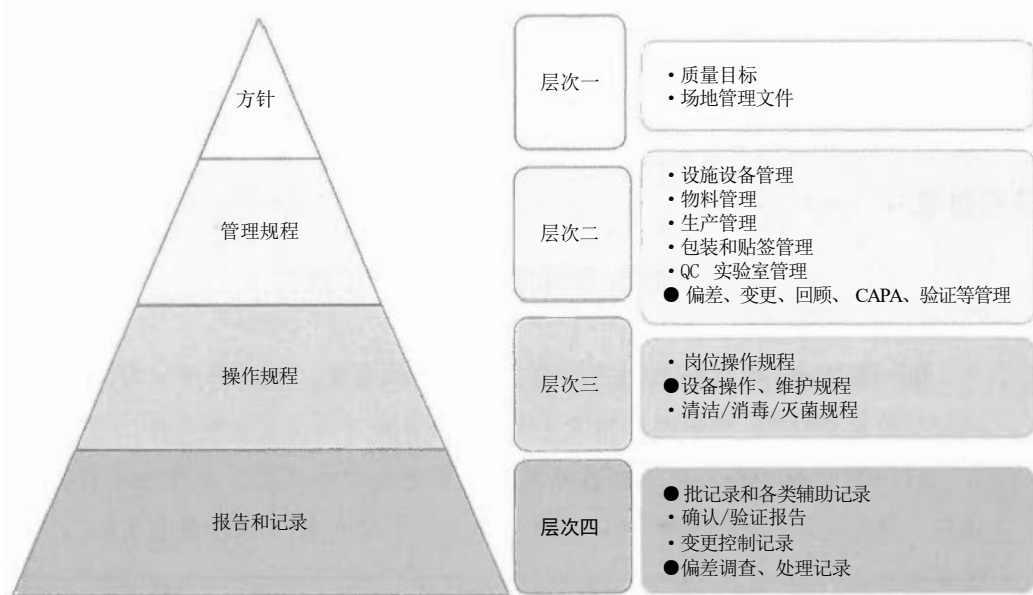 方针
层次一
・质量目标
・场地管理文件
管理规程
层次二
・设施设备管理
・物料管理
・生产管理
・包装和贴签管理
・QC 实验室管理
● 偏差、变更、回顾、 CAPA、验证等管理
操作规程
层次三
・岗位操作规程
●设备操作、维护规程
・清洁/消毒/灭菌规程
报告和记录
层次四
●批记录和各类辅助记录
・确认/验证报告
・变更控制记录
●偏差调查、处理记录